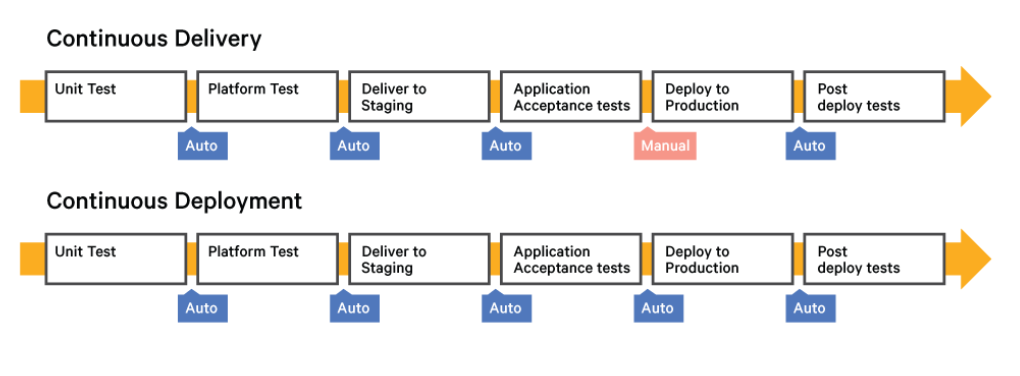 Continuous Delivery
Unit Test
Platform Test
Deliver to
Staging
Application
Acceptance tests
Deploy to
Production
Post
deploy tests
Auto
Auto
Auto
Manual
Auto
Continuous Deployment
Unit Test
Platform Test
Deliver to
Staging
Application
Acceptance tests
Deploy to
Production
Post
deploy tests
Auto
Auto
Auto
Auto
Auto